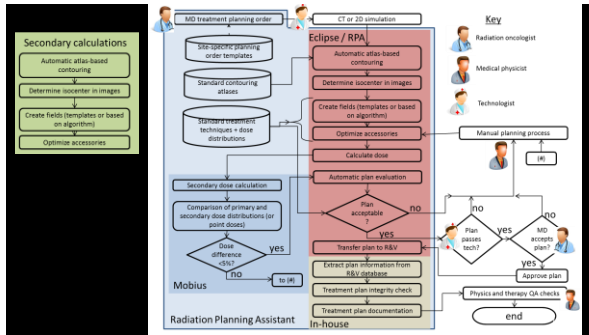 Secondary calculations
Automatic atlas-based
contouring
Determine isocenter in images
Create fields (templates or based
on algorithm)
Optimize accessories
MD treatment planning order
CT or 2D simulation
Key
Radiation oncologist
Medical physicist
Technologist
Site-specific planning
order templates
Standard contouring
atlases
Standard treatment
techniques + dose
distributions
Eclipse / RPA
Automatic atlas-based
contouring
Determine isocenter in images
Create fields (templates or based
on algorithm)
Optimize accessories
Calculate dose
Automatic plan evaluation
Plan
acceptable
?
no
yes
Transfer plan to R&V
Manual planning process
(#)
Secondary dose calculation
Comparison of primary and
secondary dose distributions (or
point doses)
Dose
difference
<5%?
yes
no
to (#)
Mobius
no
Plan
passes
tech?
yes
no
MD
accepts
plan?
yes
Approve plan
Extract plan information from
R&V database
Treatment plan integrity check
Treatment plan documentation
Physics and therapy QA checks
end
Radiation Planning Assistant
In-house